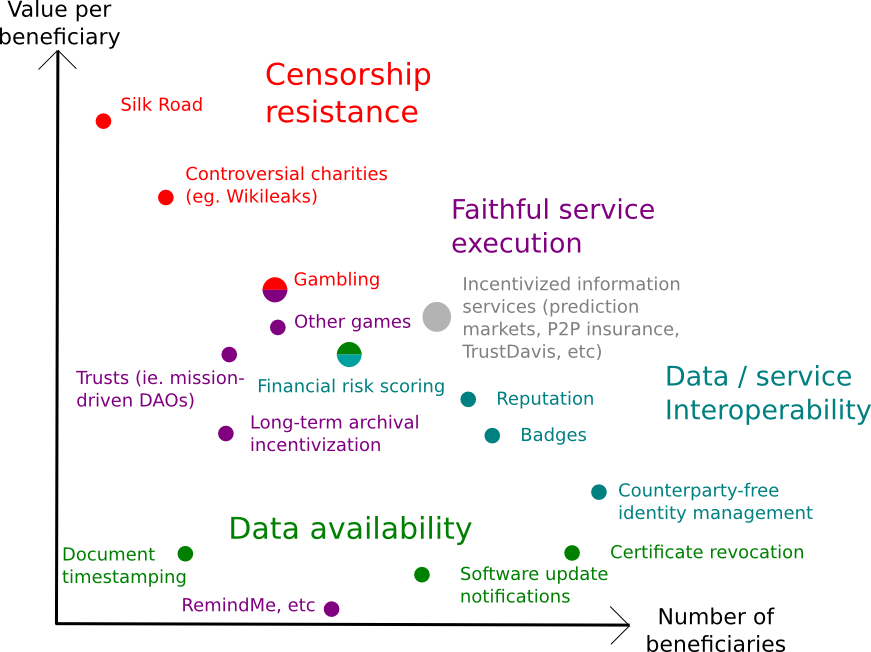 Value per
beneficiary
Censorship
resistance
Silk Road
Controversial charities
(eg. Wikileaks)
Faithful service
execution
Gambling
Incentivized information
services (prediction
markets, P2P insurance,
TrustDavis, etc)
Other games
Trusts (ie. mission-
driven DAOs)
Financial risk scoring
Data / service
Interoperability
Reputation
Long-term archival
incentivization
Badges
Counterparty-free
identity management
Data availability
Document
timestamping
Certificate revocation
Software update
notifications
RemindMe, etc
Number of
beneficiaries